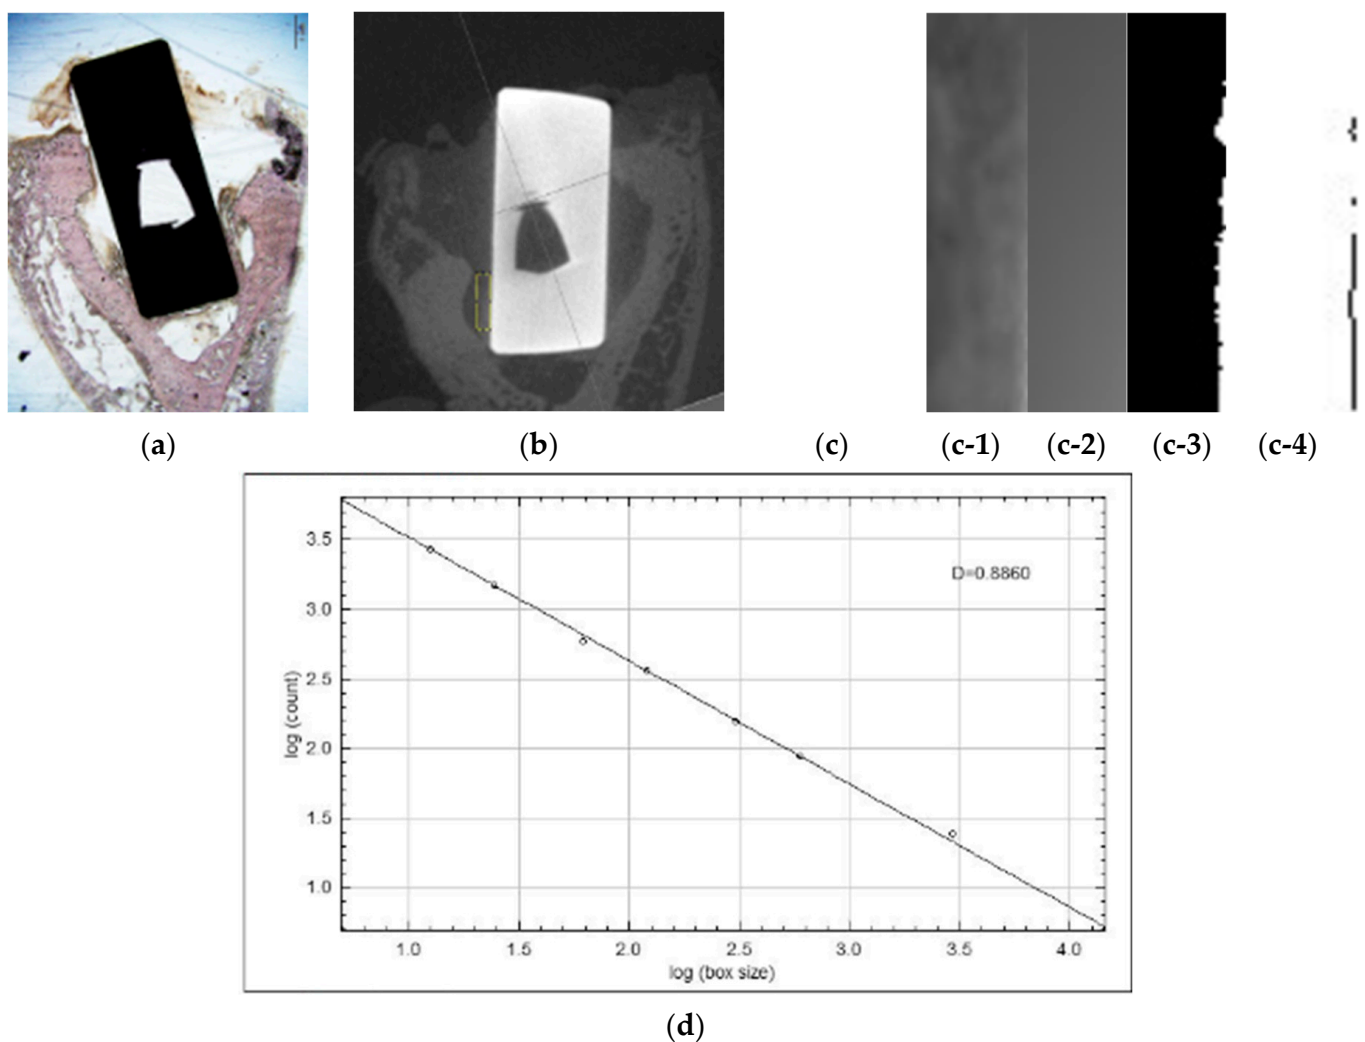 (a)
(b)
(c)
(c-1)
(c-2)
(c-3)
(c-4)
D=0.8860
3.5
3.0
2.5
2.0
1.5
1.0
log (count)
1.0 1.5 2.0 2.5 3.0 3.5 4.0
log (box size)
(d)